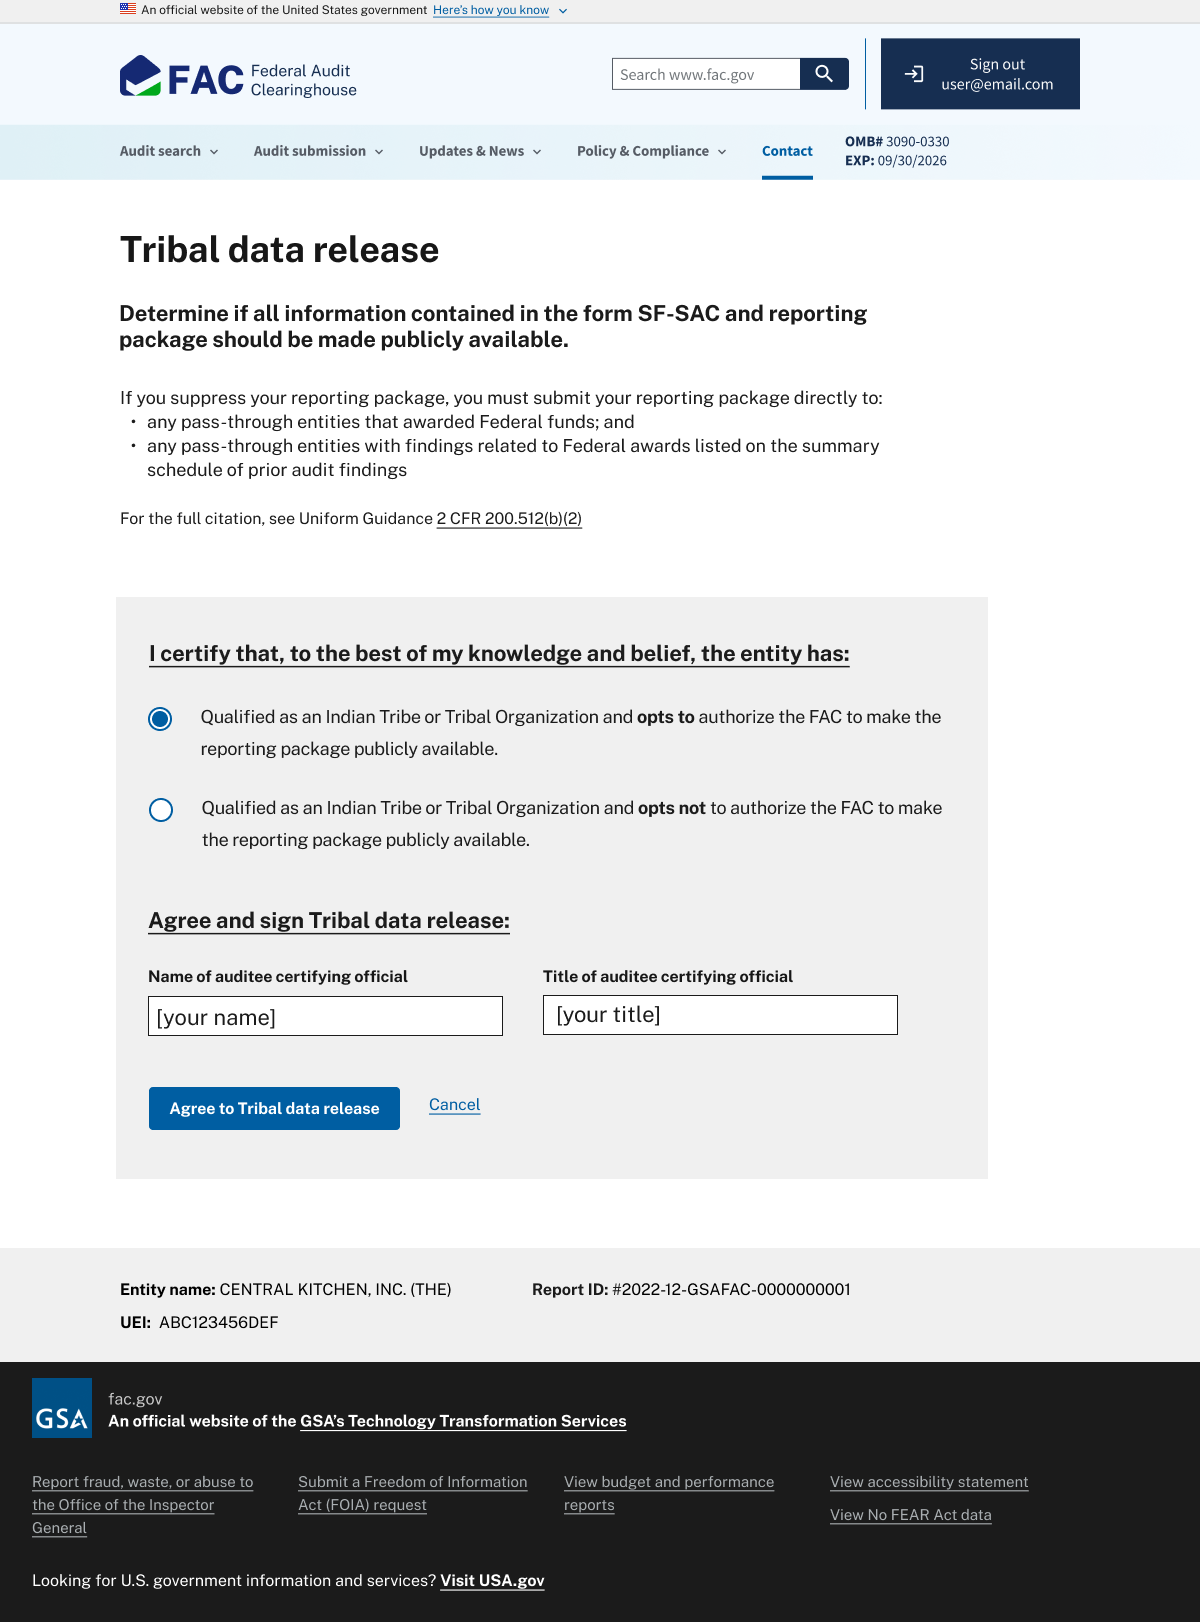 An official website of the United States government Here's how you know
FAC Federal Audit
Clearinghouse
Search www.fac.gov
Sign out
user@email.com
Audit search
Audit submission
Updates & News
Policy & Compliance
Contact
OMB# 3090-0330
EXP: 09/30/2026
Tribal data release
Determine if all information contained in the form SF-SAC and reporting
package should be made publicly available.
If you suppress your reporting package, you must submit your reporting package directly to:
• any pass-through entities that awarded Federal funds; and
• any pass-through entities with findings related to Federal awards listed on the summary
schedule of prior audit findings
For the full citation, see Uniform Guidance 2 CFR 200.512(b)(2)
I certify that, to the best of my knowledge and belief, the entity has:
Qualified as an Indian Tribe or Tribal Organization and opts to authorize the FAC to make the
reporting package publicly available.
Qualified as an Indian Tribe or Tribal Organization and opts not to authorize the FAC to make
the reporting package publicly available.
Agree and sign Tribal data release:
Name of auditee certifying official
[your name]
Title of auditee certifying official
[your title]
Agree to Tribal data release
Cancel
Entity name: CENTRAL KITCHEN, INC. (THE)
Report ID: #2022-12-GSAFAC-0000000001
UEI: ABC123456DEF
GSA
fac.gov
An official website of the GSA's Technology Transformation Services
Report fraud, waste, or abuse to
the Office of the Inspector
General
Submit a Freedom of Information
Act (FOIA) request
View budget and performance
reports
View accessibility statement
View No FEAR Act data
Looking for U.S. government information and services? Visit USA.gov